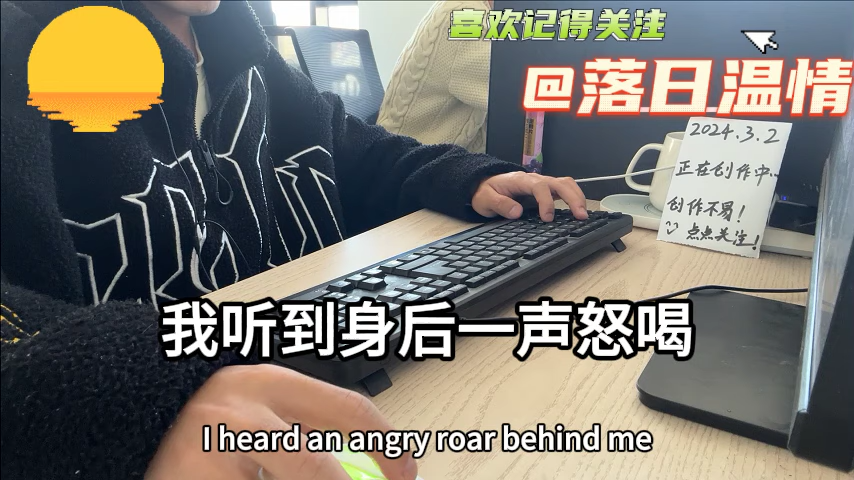 喜欢记得关注
@落日温情
2024.3.2
正在创作中...
创作不易!
点点关注!
我听到身后一声怒喝
I heard an angry roar behind me